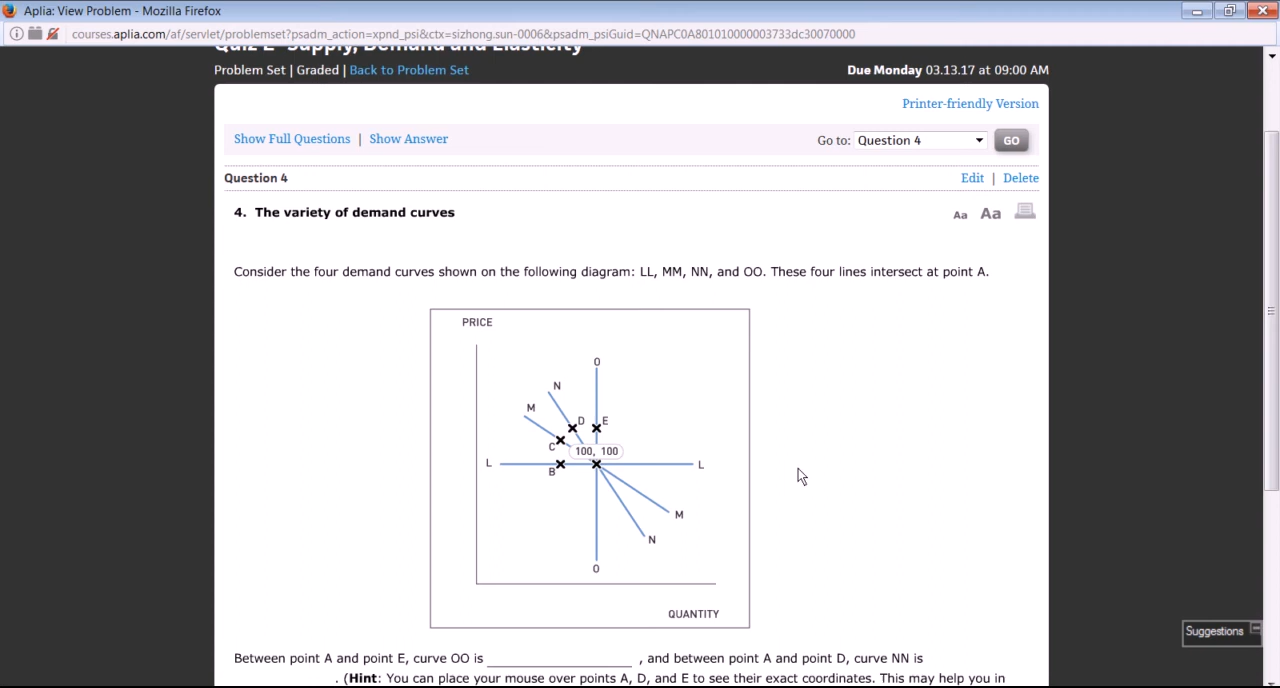 Aplia: View Problem - Mozilla Firefox
courses.aplia.com/af/servlet/problemset?psadm_action=xpnd_psi&ctx=sizhong.sun-0006&psadm_psiGuid=QNAPC0A801010000003733dc30070000
Quiz 2- Supply, Demand and Elasticity
Problem Set | Graded | Back to Problem Set
Due Monday 03.13.17 at 09:00 AM
Printer-friendly Version
Show Full Questions | Show Answer
Go to: Question 4 GO
Question 4
Edit | Delete
4. The variety of demand curves
Aa Aa
Consider the four demand curves shown on the following diagram: LL, MM, NN, and OO. These four lines intersect at point A.
PRICE
O
N
M
D E
C
100, 100
L B L
M
N
O
QUANTITY
Suggestions
Between point A and point E, curve OO is , and between point A and point D, curve NN is
. (Hint: You can place your mouse over points A, D, and E to see their exact coordinates. This may help you in